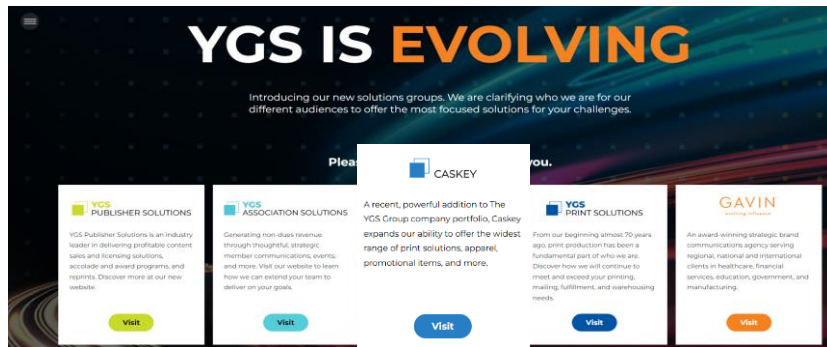 YGS IS EVOLVING
Introducing our new solutions groups. We are clarifying who we are for our
different audiences to offer the most focused solutions for your challenges.
you.
YGS
PUBLISHER SOLUTIONS
YGS Publisher Solutions is an industry
leader in delivering profitable content
sales and licensing solutions,
accolade and award programs, and
reprints. Discover more at our new
website.
Visit
YGS
ASSOCIATION SOLUTIONS
Generating non-dues revenue
through thoughtful, strategic
member communications, events,
and more. Visit our website to learn
how we can extend your team to
deliver on your goals.
Visit
CASKEY
A recent, powerful addition to The
YGS Group company portfolio, Caskey
expands our ability to offer the widest
range of print solutions, apparel,
promotional items, and more.
Visit
YGS
PRINT SOLUTIONS
From our beginning almost 70 years
ago, print production has been a
fundamental part of who we are.
Discover how we will continue to
meet and exceed your printing,
mailing, fulfillment, and warehousing
needs.
Visit
GAVIN
evolving influence
An award-winning strategic brand
communications agency serving
regional, national and international
clients in healthcare, financial
services, education, government, and
manufacturing.
Visit